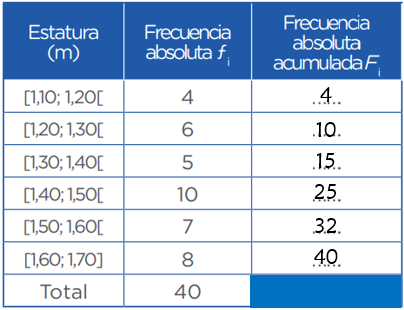 Estatura (m) | Frecuencia absoluta fi | Frecuencia absoluta acumulada Fi
[1,10; 1,20[ | 4 | 4
[1,20; 1,30[ | 6 | 10
[1,30; 1,40[ | 5 | 15
[1,40; 1,50[ | 10 | 25
[1,50; 1,60[ | 7 | 32
[1,60; 1,70] | 8 | 40
Total | 40